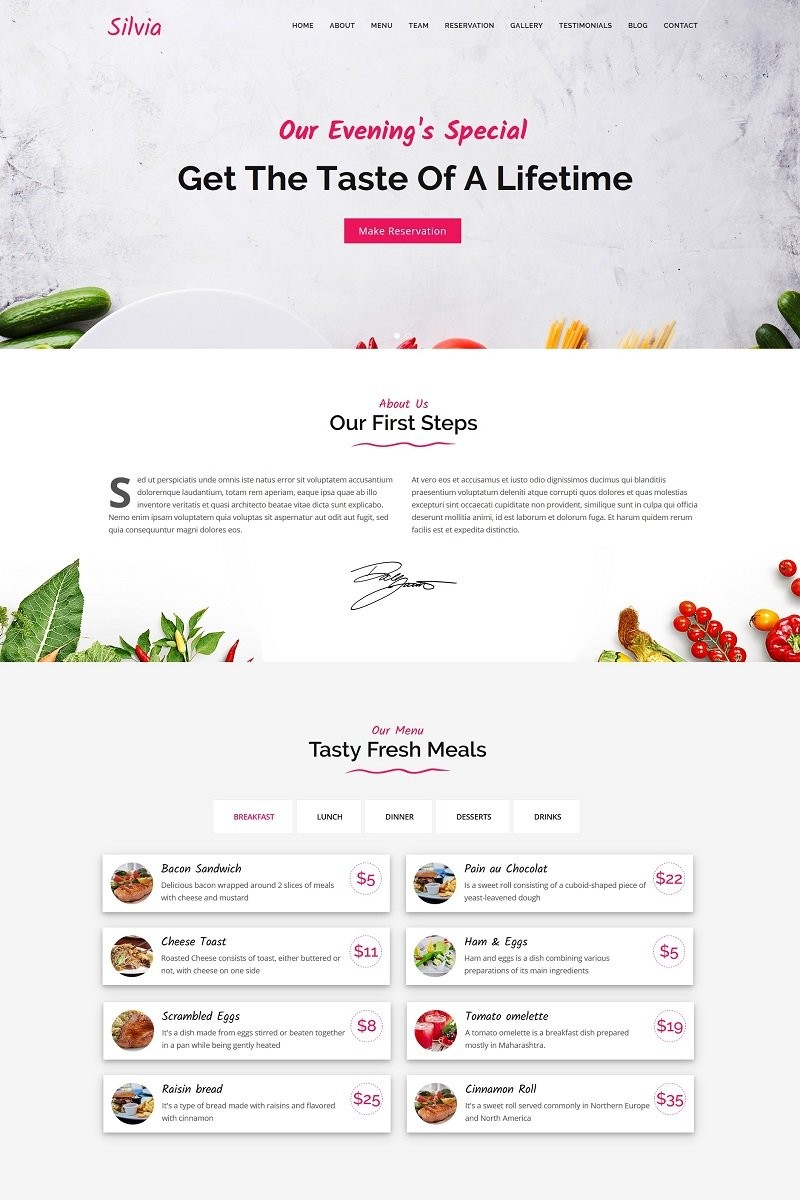 Silvia
HOME ABOUT MENU TEAM RESERVATION GALLERY TESTIMONIALS BLOG CONTACT
Our Evening's Special
Get The Taste Of A Lifetime
Make Reservation
About Us
Our First Steps
Sed ut perspiciatis unde omnis iste natus error sit voluptatem accusantium
doloremque laudantium, totam rem aperiam, eaque ipsa quae ab illo
inventore veritatis et quasi architecto beatae vitae dicta sunt explicabo.
Nemo enim ipsam voluptatem quia voluptas sit aspernatur aut odit aut fugit, sed
quia consequuntur magni dolores eos.
At vero eos et accusamus et iusto odio dignissimos ducimus qui blanditiis
praesentium voluptatum deleniti atque corrupti quos dolores et quas molestias
excepturi sint occaecati cupiditate non provident, similique sunt in culpa qui officia
deserunt mollitia animi, id est laborum et dolorum fuga. Et harum quidem rerum
facilis est et expedita distinctio.
Our Menu
Tasty Fresh Meals
BREAKFAST LUNCH DINNER DESSERTS DRINKS
Bacon Sandwich
Delicious bacon wrapped around 2 slices of meals
with cheese and mustard
$5
Pain au Chocolat
Is a sweet roll consisting of a cuboid-shaped piece of
yeast-leavened dough
$22
Cheese Toast
Roasted Cheese consists of toast, either buttered or
not, with cheese on one side
$11
Ham & Eggs
Ham and eggs is a dish combining various
preparations of its main ingredients
$5
Scrambled Eggs
It's a dish made from eggs stirred or beaten together
in a pan while being gently heated
$8
Tomato omelette
A tomato omelette is a breakfast dish prepared
mostly in Maharashtra.
$19
Raisin bread
It's a type of bread made with raisins and flavored
with cinnamon
$25
Cinnamon Roll
It's a sweet roll served commonly in Northern Europe
and North America
$35